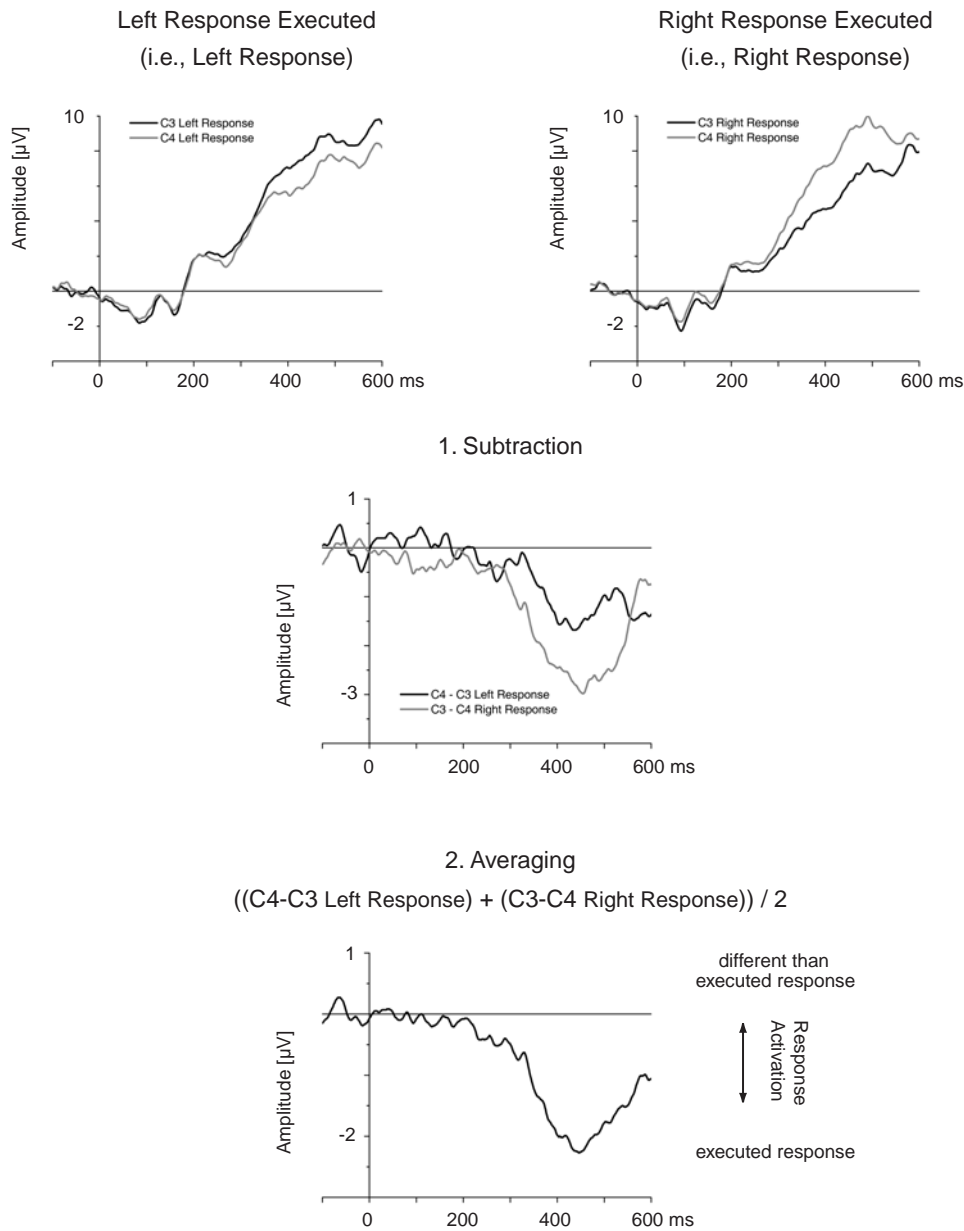 Left Response Executed
(i.e., Left Response)
Right Response Executed
(i.e., Right Response)
10
C3 Left Response
C4 Left Response
Amplitude [µV]
-2
0 200 400 600 ms
10
C3 Right Response
C4 Right Response
Amplitude [µV]
-2
0 200 400 600 ms
1. Subtraction
1
Amplitude [µV]
-3
C4 - C3 Left Response
C3 - C4 Right Response
0 200 400 600 ms
2. Averaging
((C4-C3 Left Response) + (C3-C4 Right Response)) / 2
1
Amplitude [µV]
-2
0 200 400 600 ms
different than
executed response
Response
Activation
executed response